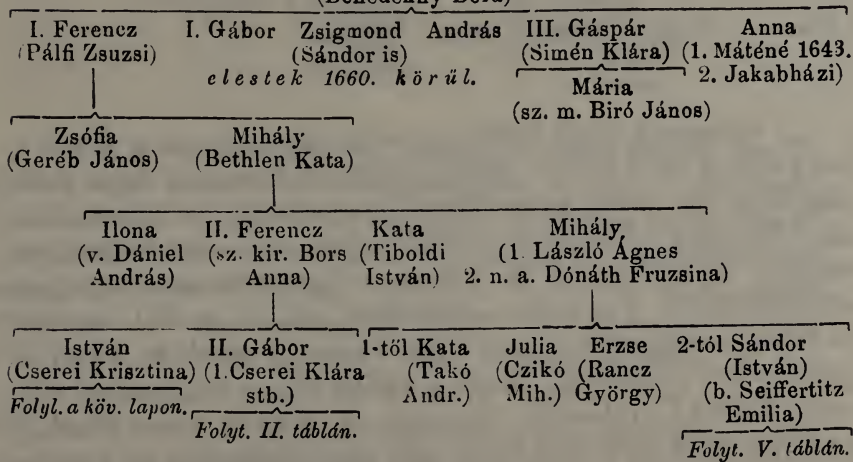 I. Ferencz I. Gábor Zsigmond András III. Gáspár Anna
(Pálfi Zsuzsi) (Sándor is) (Simén Klára) (1. Máténé 1643.
elestek 1660. körül. 2. Jakabházi)
Mária
(sz. m. Biró János)
Zsófia Mihály
(Geréb János) (Bethlen Kata)
Ilona II. Ferencz Kata Mihály
(v. Dániel (sz. kir. Bors (Tiboldi (1. László Ágnes
András) Anna) István) 2. n. a. Dónáth Fruzsina)
István II. Gábor 1-től Kata Julia Erzse 2-tól Sándor
(Cserei Krisztina) (1.Cserei Klára (Takó (Czikó (Rancz (István)
stb.) Andr.) Mih.) György) (b. Seiffertitz
Folyt. a köv. lapon. Emilia)
Folyt. II. táblán.
Folyt. V. táblán.